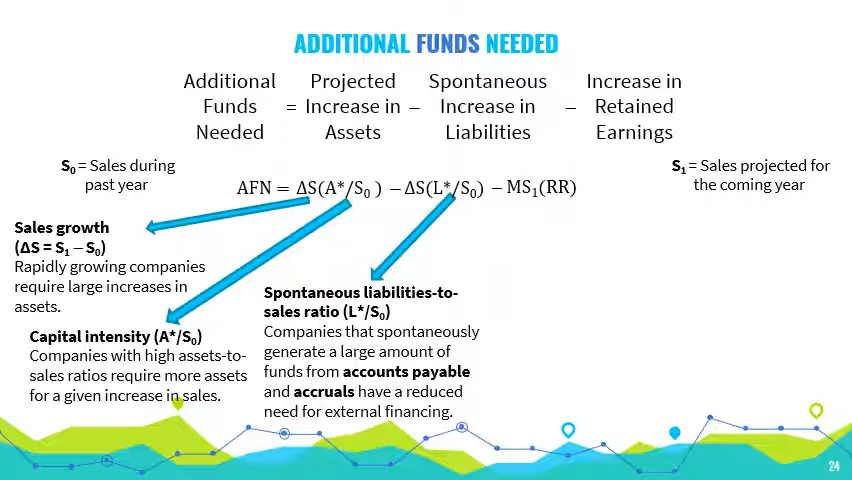 ADDITIONAL FUNDS NEEDED
Additional Projected Spontaneous Increase in
Funds = Increase in – Increase in – Retained
Needed Assets Liabilities Earnings
S₀ = Sales during
past year
S₁ = Sales projected for
the coming year
AFN = ΔS(A*/S₀ ) − ΔS(L*/S₀) − MS₁(RR)
Sales growth
(ΔS = S₁ – S₀)
Rapidly growing companies
require large increases in
assets.
Capital intensity (A*/S₀)
Companies with high assets-to-
sales ratios require more assets
for a given increase in sales.
Spontaneous liabilities-to-
sales ratio (L*/S₀)
Companies that spontaneously
generate a large amount of
funds from accounts payable
and accruals have a reduced
need for external financing.
24